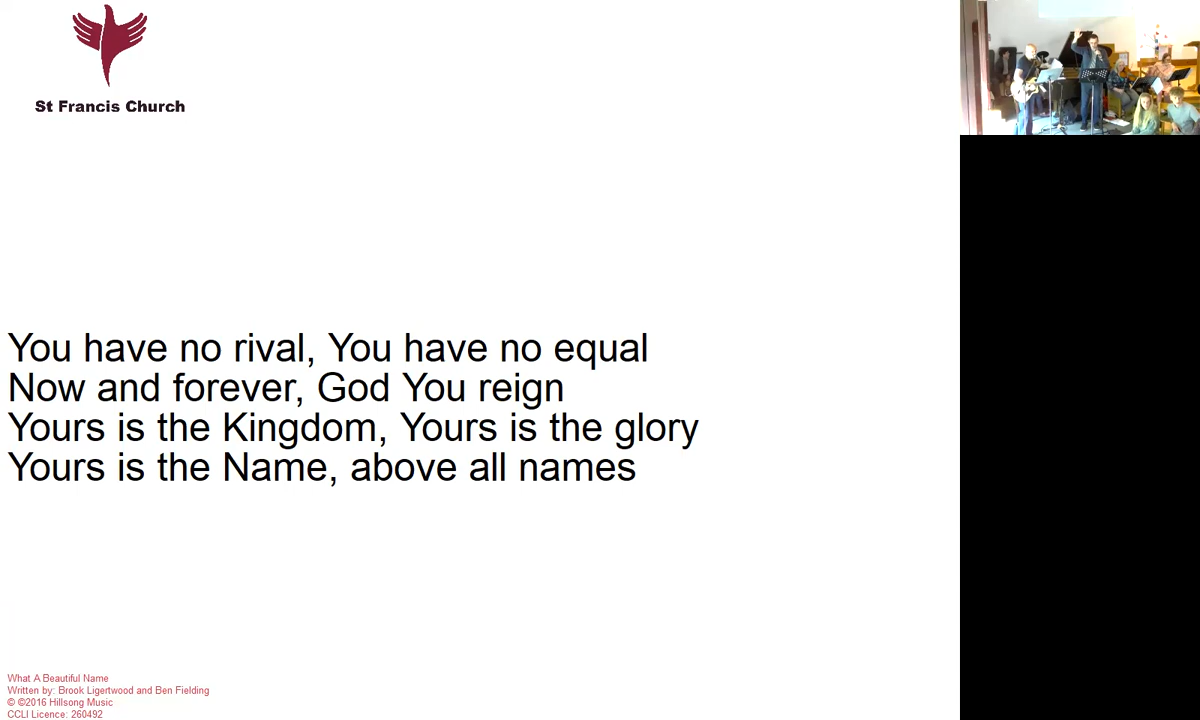 St Francis Church
You have no rival, You have no equal
Now and forever, God You reign
Yours is the Kingdom, Yours is the glory
Yours is the Name, above all names
What A Beautiful Name
Written by: Brook Ligertwood and Ben Fielding
© ©2016 Hillsong Music
CCLI Licence: 260492